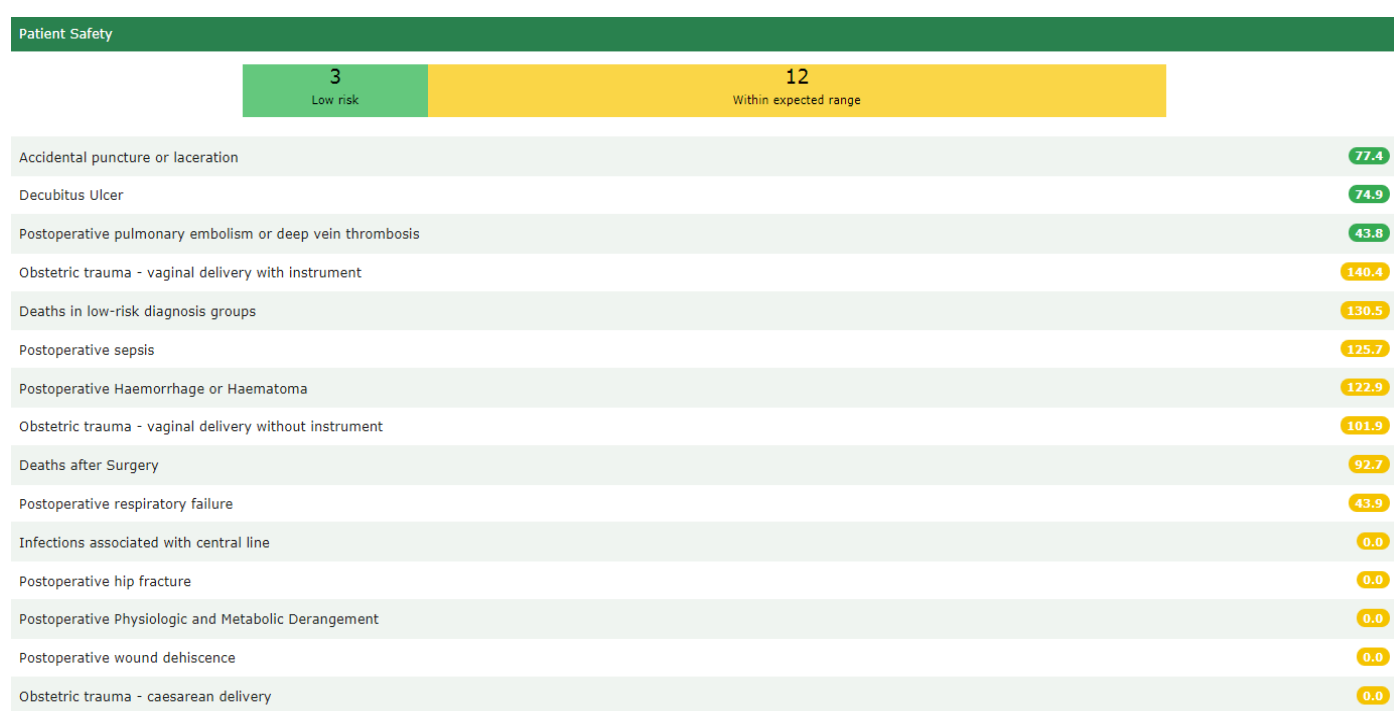 Patient Safety
3 12
Low risk Within expected range
Accidental puncture or laceration 77.4
Decubitus Ulcer 74.9
Postoperative pulmonary embolism or deep vein thrombosis 43.8
Obstetric trauma - vaginal delivery with instrument 140.4
Deaths in low-risk diagnosis groups 130.5
Postoperative sepsis 125.7
Postoperative Haemorrhage or Haematoma 122.9
Obstetric trauma - vaginal delivery without instrument 101.9
Deaths after Surgery 92.7
Postoperative respiratory failure 43.9
Infections associated with central line 0.0
Postoperative hip fracture 0.0
Postoperative Physiologic and Metabolic Derangement 0.0
Postoperative wound dehiscence 0.0
Obstetric trauma - caesarean delivery 0.0